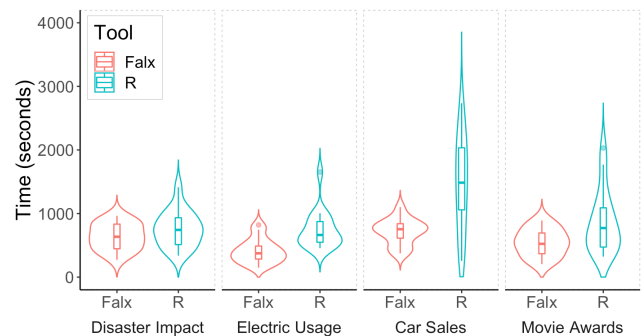 Time (seconds)
4000
3000
2000
1000
0
Tool
Falx
R
Falx R Falx R Falx R Falx R
Disaster Impact Electric Usage Car Sales Movie Awards